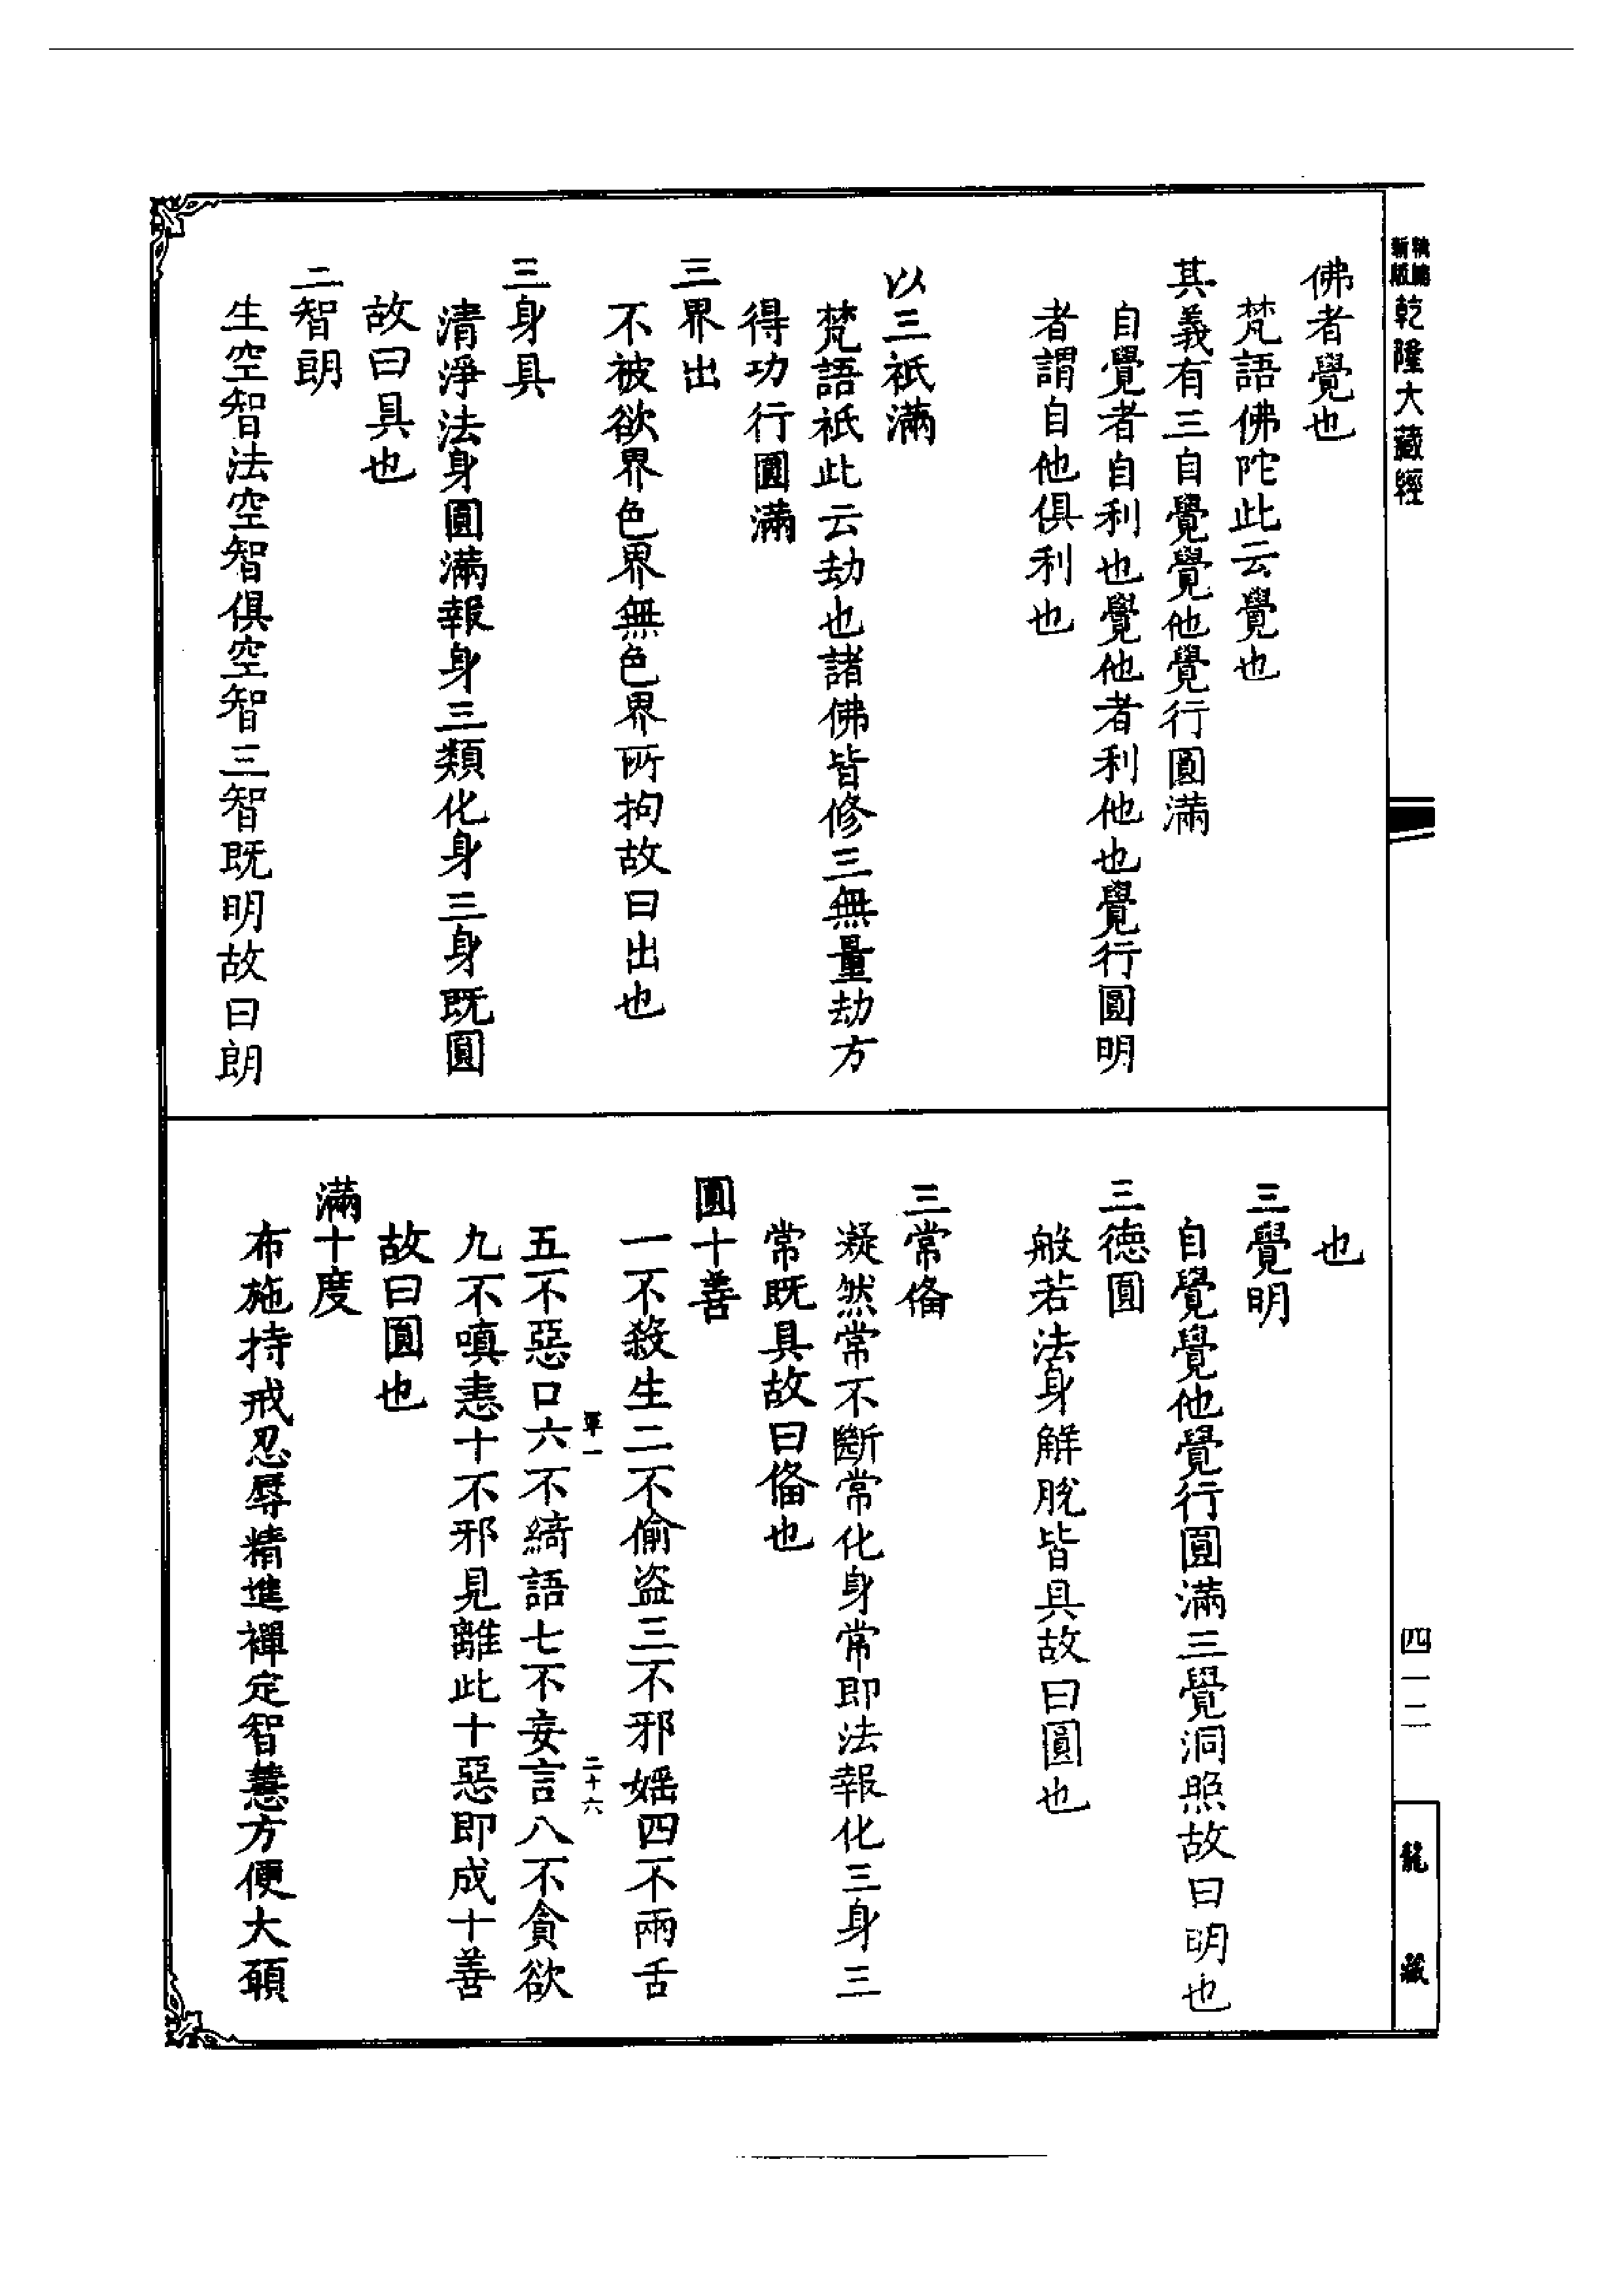 精編新版
乾隆大藏經
佛者覺也
梵語佛陀此云覺也
其義有三自覺覺他覺行圓滿
自覺者自利也覺他者利他也覺行圓明
者謂自他俱利也
以三祇滿
梵語祇此云劫也諸佛皆修三無量劫方
得功行圓滿
三界出
不被欲界色界無色界所拘故曰出也
三身具
清淨法身圓滿報身三類化身三身既圓
故曰具也
三智朗
生空智法空智俱空智三智既明故曰朗
也
三覺明
自覺覺他覺行圓滿三覺洞照故曰明也
三德圓
般若法身解脫皆具故曰圓也
三常俻
凝然常不斷常化身常即法報化三身三
常既具故曰俻也
圓十善
一不殺生二不偷盗三不邪婬四不兩舌
軍一
二十六
五不惡口六不綺語七不妄言八不貪欲
九不嗔恚十不邪見離此十惡即成十善
故曰圓也
滿十度
布施持戒忍辱精進禪定智慧方便大願
四一二
龍藏